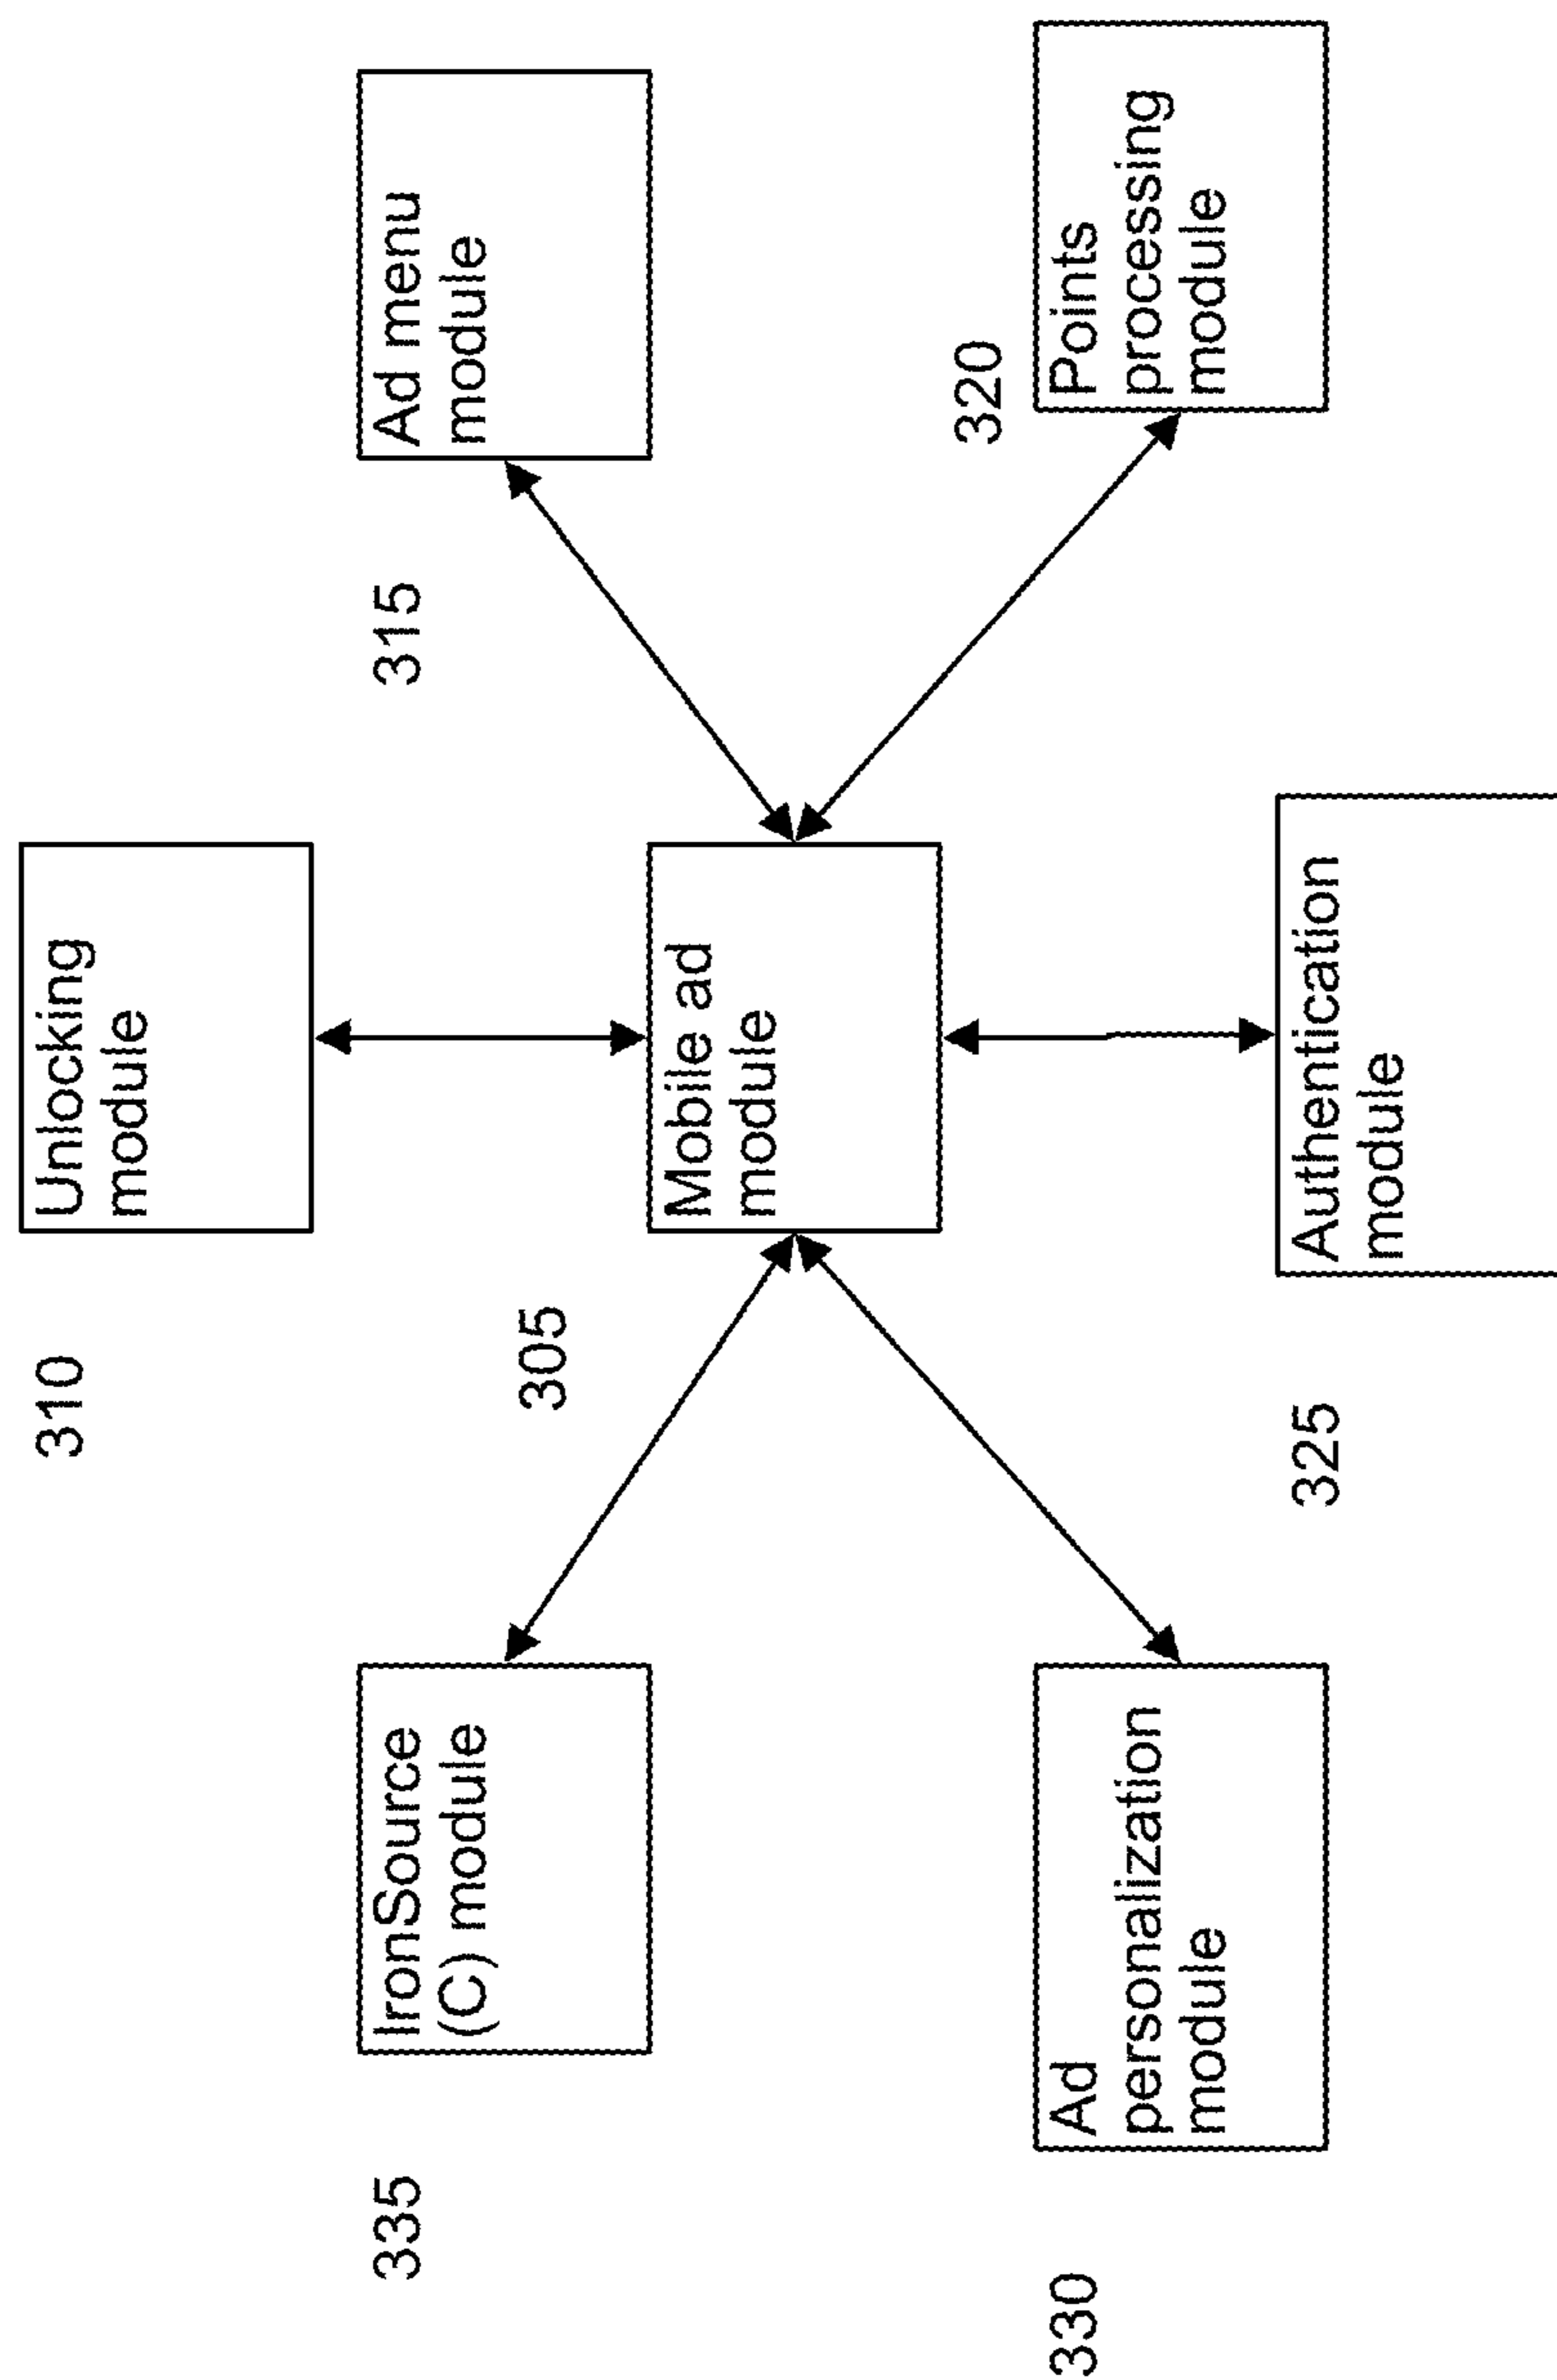 310
Unlocking
module
335
IronSource
(C) module
315
Ad menu
module
305
Mobile ad
module
330
Ad
personalization
module
320
Points
processing
module
325
Authentication
module